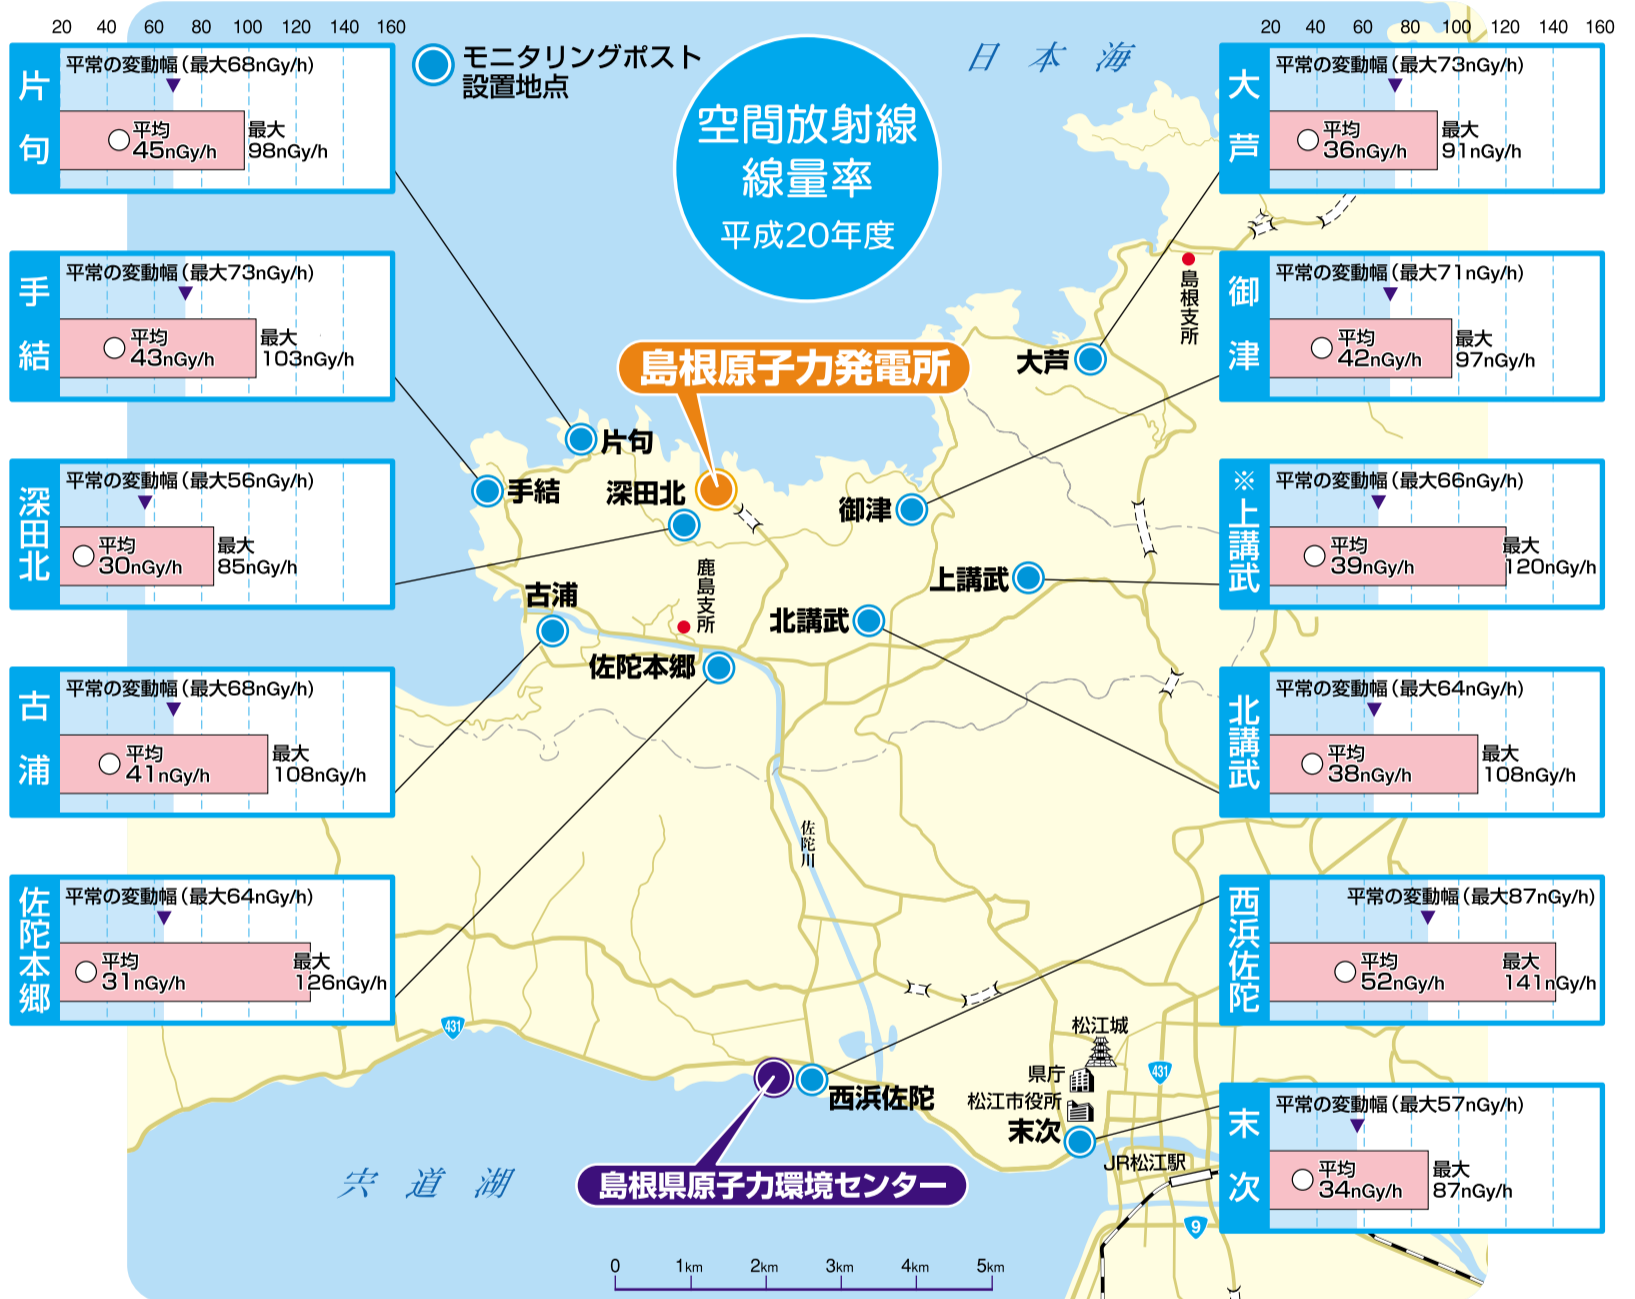 20 40 60 80 100 120 140 160
片句
平常の変動幅(最大68nGy/h)
平均
45nGy/h
最大
98nGy/h
手結
平常の変動幅(最大73nGy/h)
平均
43nGy/h
最大
103nGy/h
深田北
平常の変動幅(最大56nGy/h)
平均
30nGy/h
最大
85nGy/h
古浦
平常の変動幅(最大68nGy/h)
平均
41nGy/h
最大
108nGy/h
佐陀本郷
平常の変動幅(最大64nGy/h)
平均
31nGy/h
最大
126nGy/h
モニタリングポスト
設置地点
空間放射線
線量率
平成20年度
日本海
島根支所
大芦
島根原子力発電所
片句
手結
深田北
御津
鹿島支所
上講武
古浦
北講武
佐陀本郷
佐陀川
431
松江城
県庁
431
松江市役所
西浜佐陀
末次
JR松江駅
島根県原子力環境センター
宍道湖
9
0 1km 2km 3km 4km 5km
20 40 60 80 100 120 140 160
大芦
平常の変動幅(最大73nGy/h)
平均
36nGy/h
最大
91nGy/h
御津
平常の変動幅(最大71nGy/h)
平均
42nGy/h
最大
97nGy/h
※上講武
平常の変動幅(最大66nGy/h)
平均
39nGy/h
最大
120nGy/h
北講武
平常の変動幅(最大64nGy/h)
平均
38nGy/h
最大
108nGy/h
西浜佐陀
平常の変動幅(最大87nGy/h)
平均
52nGy/h
最大
141nGy/h
末次
平常の変動幅(最大57nGy/h)
平均
34nGy/h
最大
87nGy/h